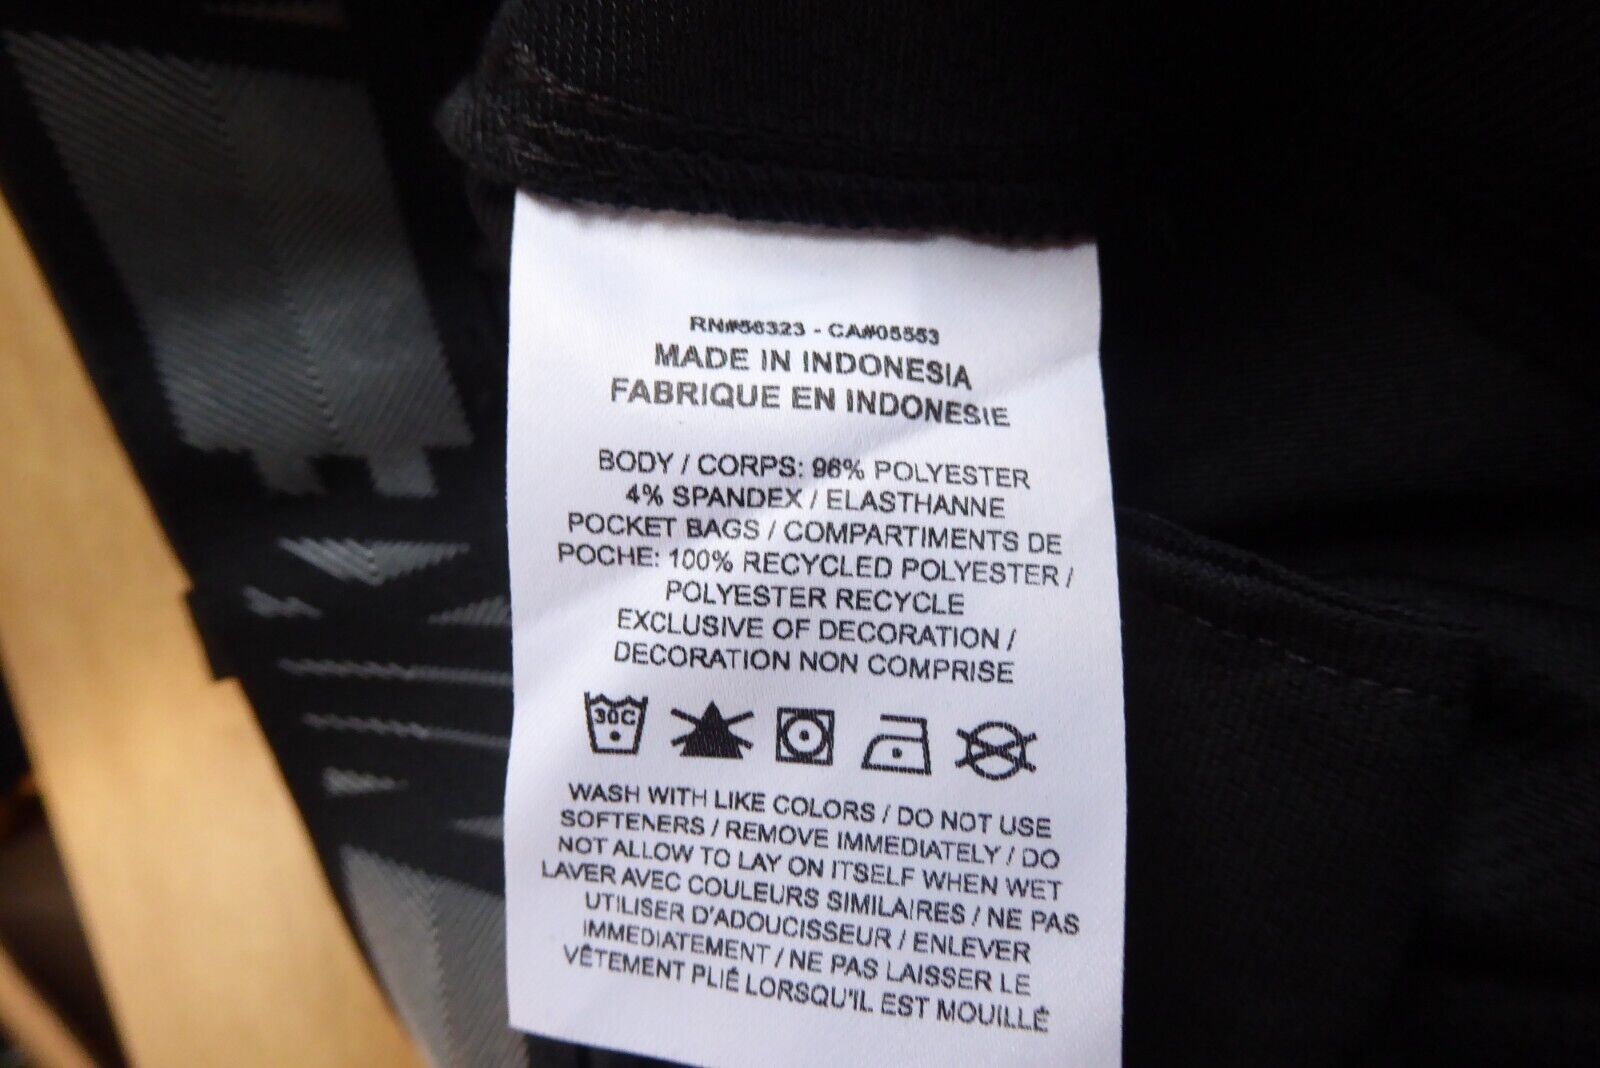 RN#56323 - CA#05553
MADE IN INDONESIA
FABRIQUE EN INDONESIE
BODY / CORPS: 96% POLYESTER
4% SPANDEX / ELASTHANNE
POCKET BAGS / COMPARTIMENTS DE
POCHE: 100% RECYCLED POLYESTER /
POLYESTER RECYCLE
EXCLUSIVE OF DECORATION /
DECORATION NON COMPRISE
30C
WASH WITH LIKE COLORS / DO NOT USE
SOFTENERS / REMOVE IMMEDIATELY / DO
NOT ALLOW TO LAY ON ITSELF WHEN WET
LAVER AVEC COULEURS SIMILAIRES / NE PAS
UTILISER D'ADOUCISSEUR / ENLEVER
IMMEDIATEMENT / NE PAS LAISSER LE
VÊTEMENT PLIÉ LORSQU'IL EST MOUILLÉ